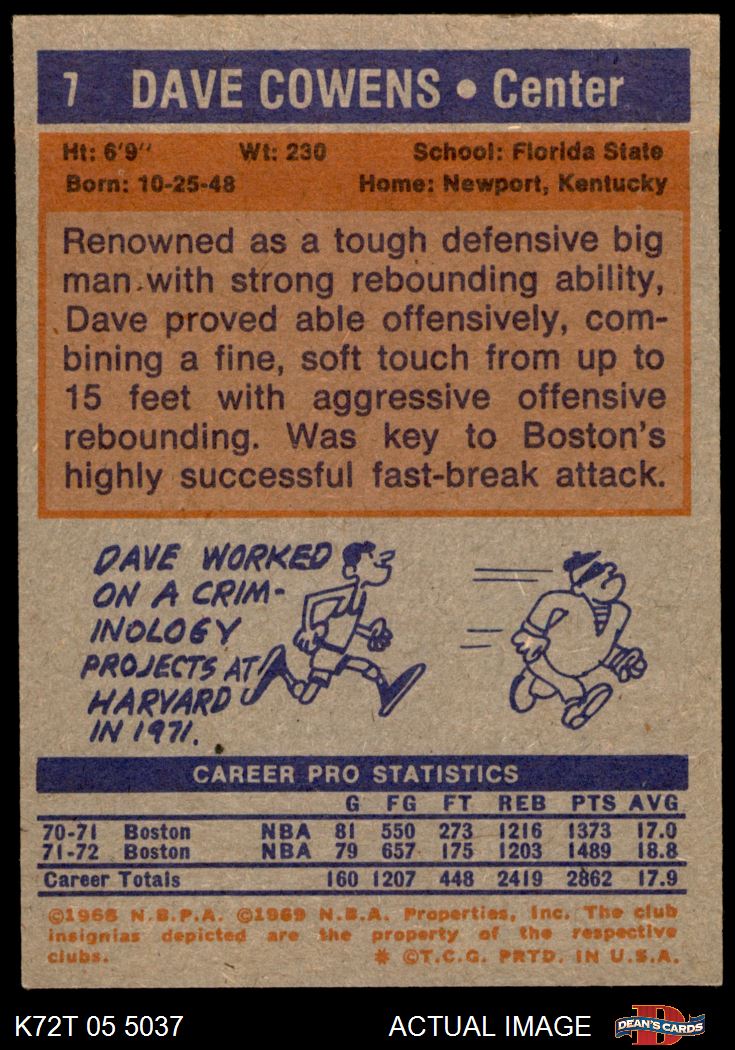 7 DAVE COWENS • Center
Ht: 6'9" Wt: 230 School: Florida State
Born: 10-25-48 Home: Newport, Kentucky
Renowned as a tough defensive big
man with strong rebounding ability,
Dave proved able offensively, com-
bining a fine, soft touch from up to
15 feet with aggressive offensive
rebounding. Was key to Boston's
highly successful fast-break attack.
DAVE WORKED
ON A CRIM-
INOLOGY
PROJECTS AT
HARVARD
IN 1971.
CAREER PRO STATISTICS
G FG FT REB PTS AVG
70-71 Boston NBA 81 550 273 1216 1373 17.0
71-72 Boston NBA 79 657 175 1203 1489 18.8
Career Totals 160 1207 448 2419 2862 17.9
©1966 N.B.P.A. ©1969 N.B.A. Properties, Inc. The club
insignias depicted are the property of the respective
clubs. * ©T.C.G. PRTD. IN U.S.A.
K72T 05 5037 ACTUAL IMAGE D DEAN'S CARDS